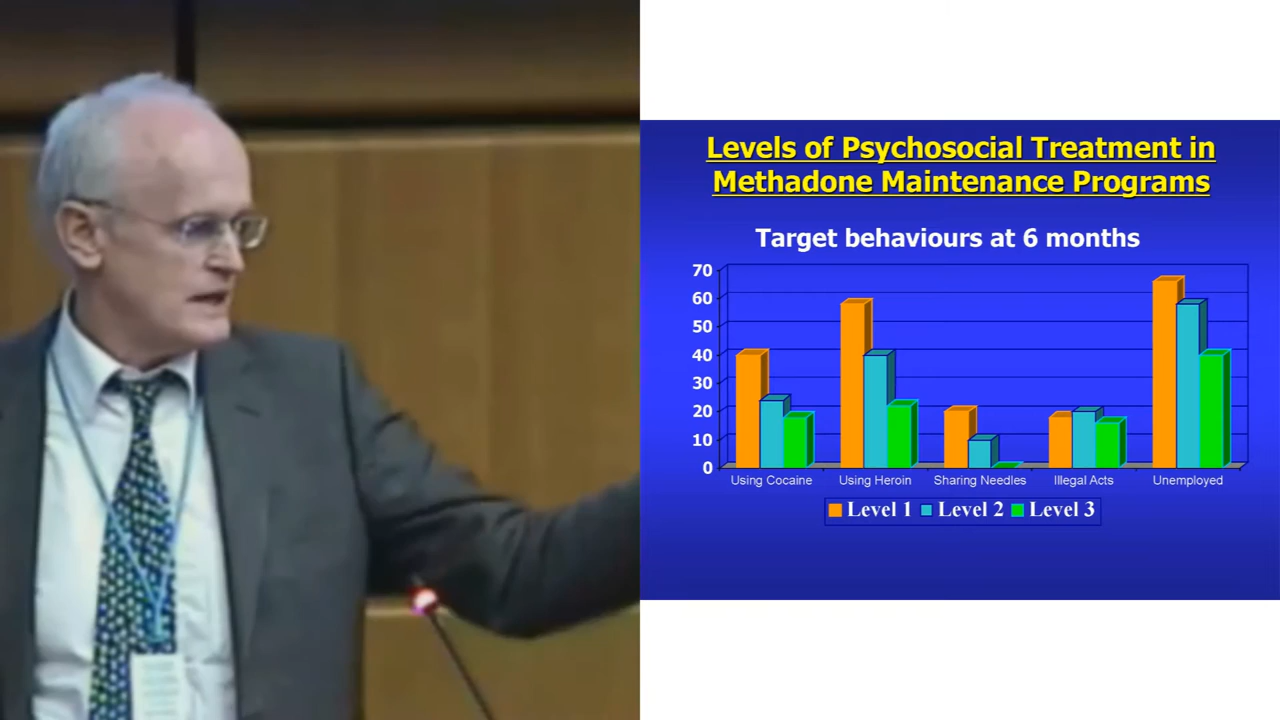 Levels of Psychosocial Treatment in
Methadone Maintenance Programs
Target behaviours at 6 months
70
60
50
40
30
20
10
0
Using Cocaine Using Heroin Sharing Needles Illegal Acts Unemployed
Level 1 Level 2 Level 3